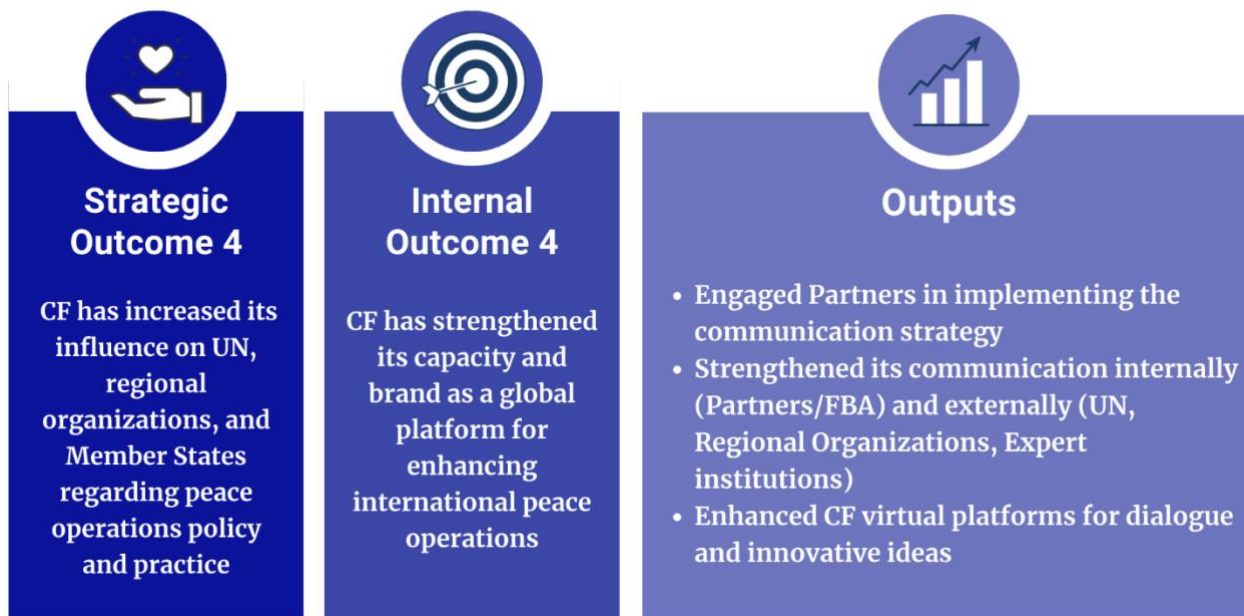 Strategic
Outcome 4
CF has increased its
influence on UN,
regional
organizations, and
Member States
regarding peace
operations policy
and practice
Internal
Outcome 4
CF has strengthened
its capacity and
brand as a global
platform for
enhancing
international peace
operations
Outputs
• Engaged Partners in implementing the
communication strategy
• Strengthened its communication internally
(Partners/FBA) and externally (UN,
Regional Organizations, Expert
institutions)
• Enhanced CF virtual platforms for dialogue
and innovative ideas